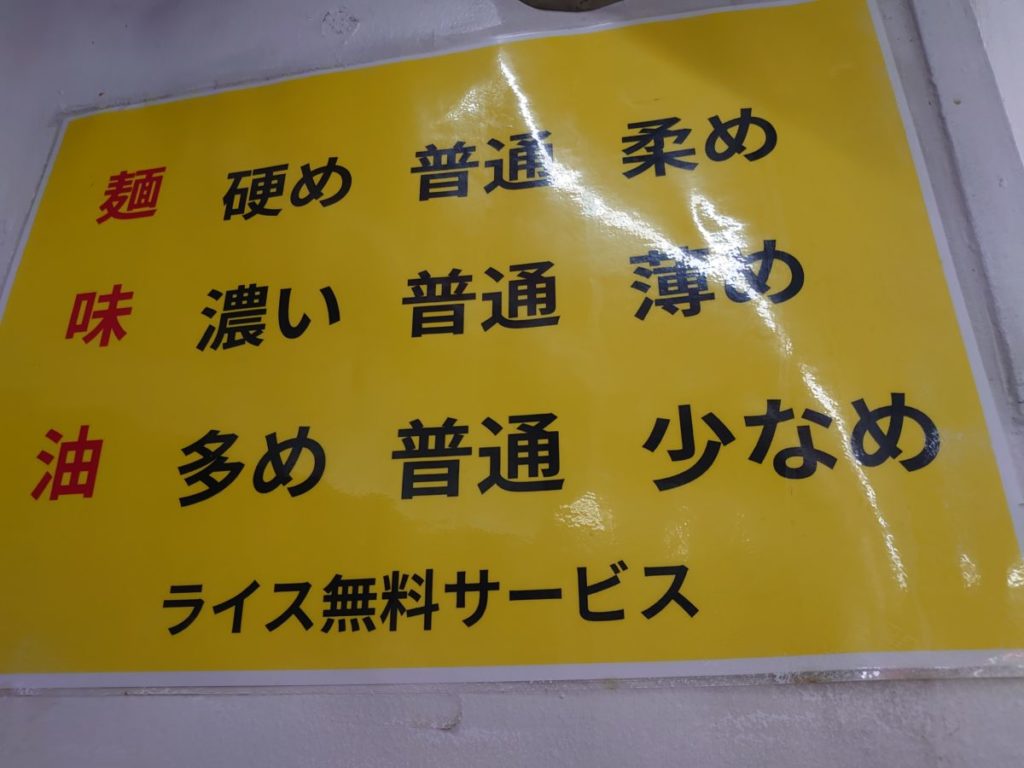 麺 硬め 普通 柔め
味 濃い 普通 薄め
油 多め 普通 少なめ
ライス無料サービス